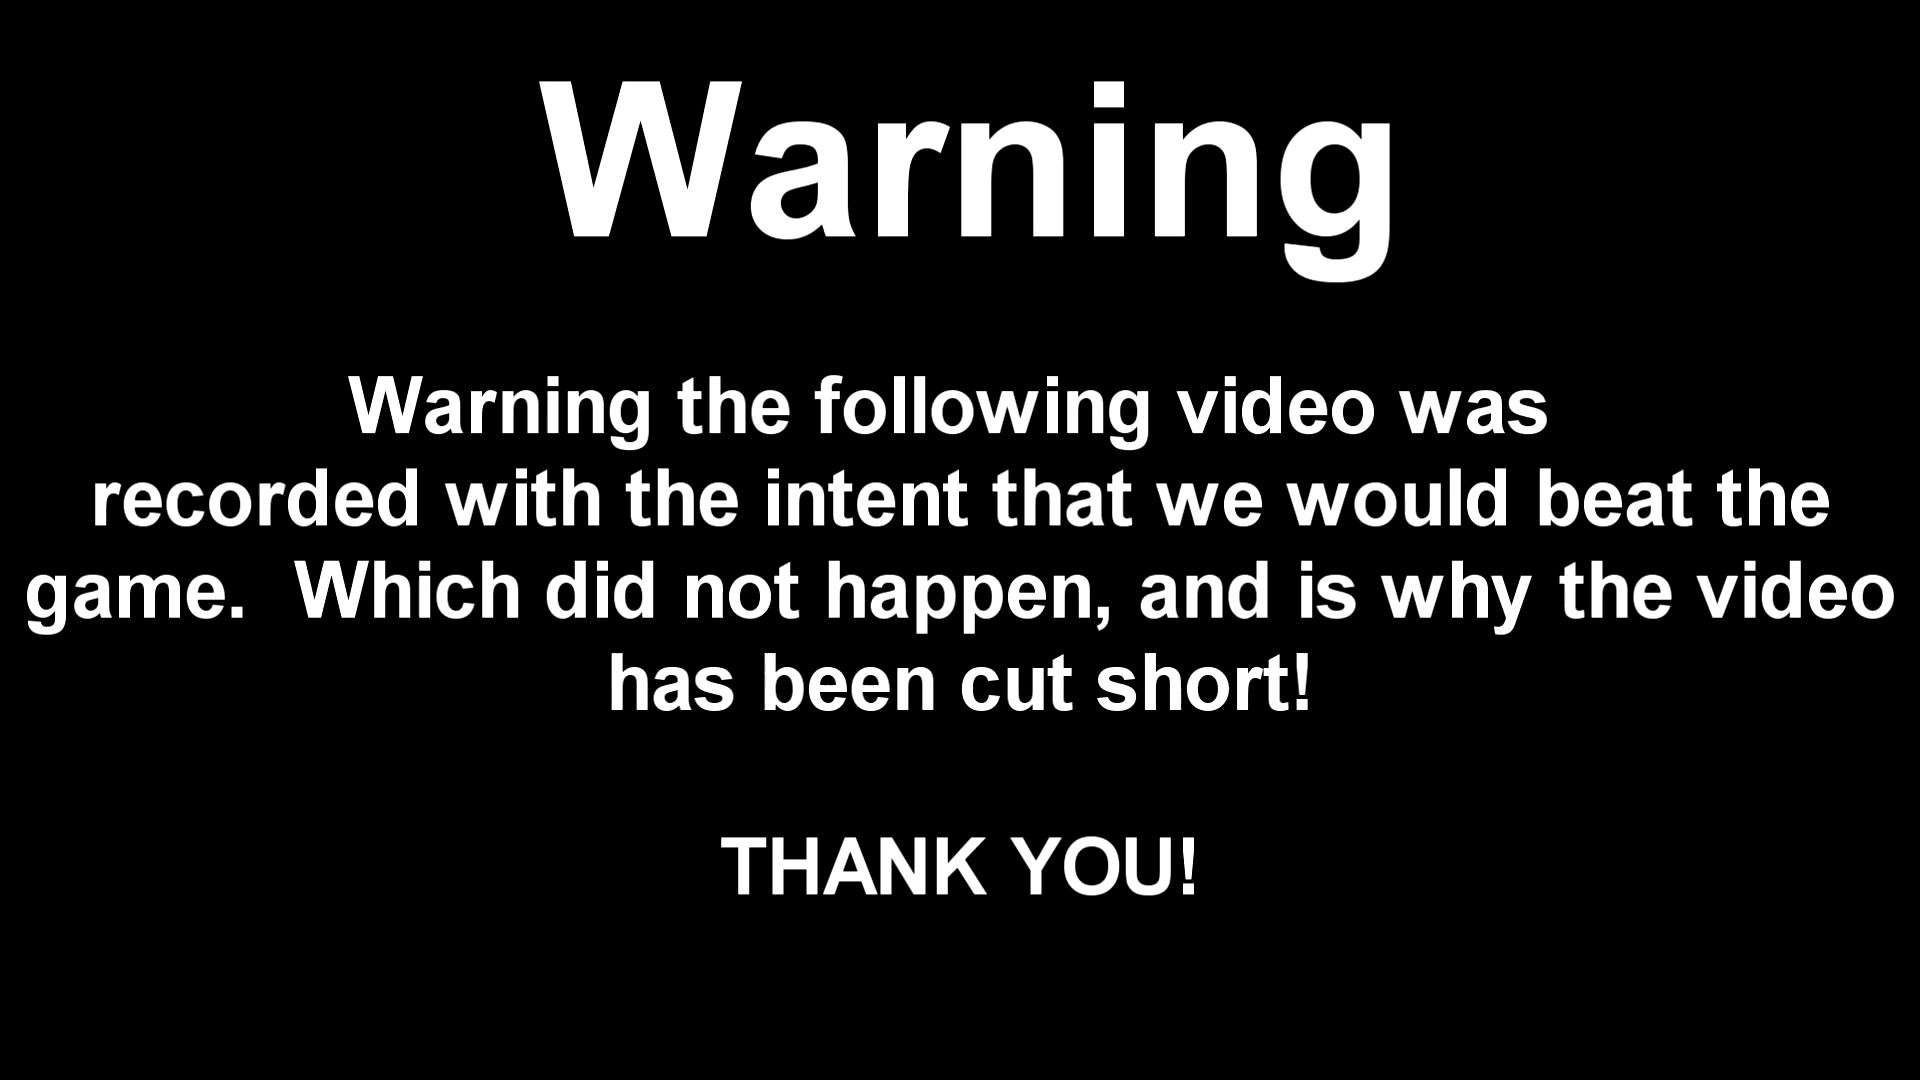 Warning
Warning the following video was
recorded with the intent that we would beat the
game.  Which did not happen, and is why the video
has been cut short!
THANK YOU!